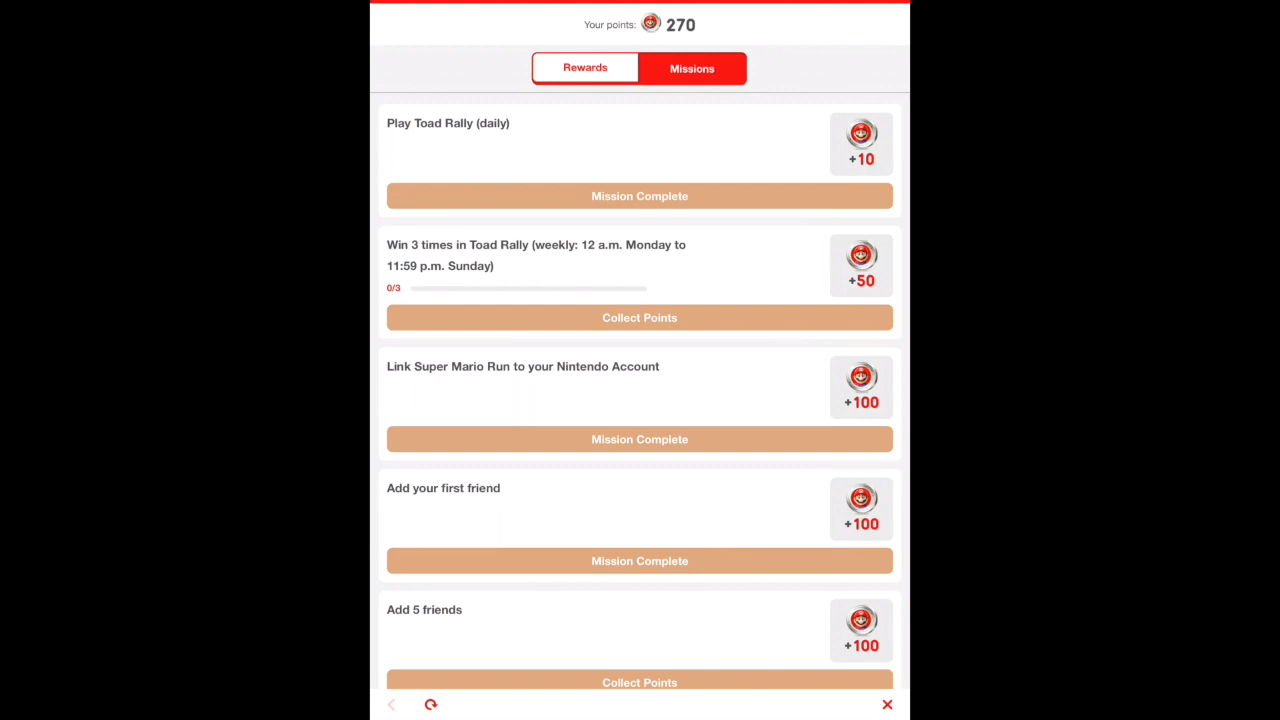 Your points: 270
Rewards
Missions
Play Toad Rally (daily)
+10
Mission Complete
Win 3 times in Toad Rally (weekly: 12 a.m. Monday to
11:59 p.m. Sunday)
0/3
+50
Collect Points
Link Super Mario Run to your Nintendo Account
+100
Mission Complete
Add your first friend
+100
Mission Complete
Add 5 friends
+100
Collect Points